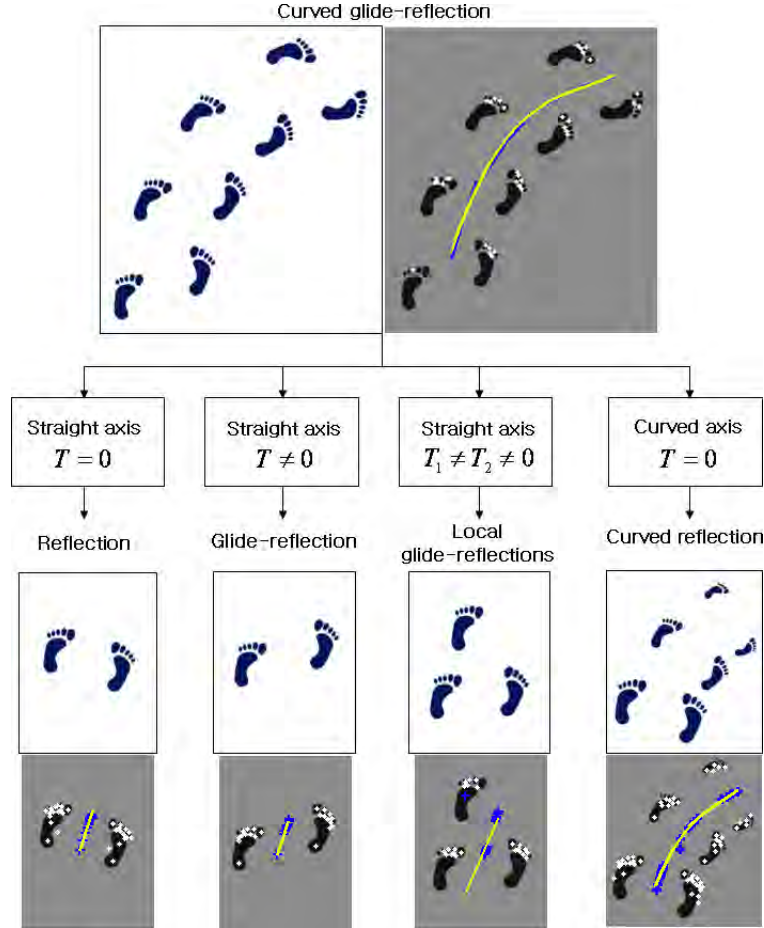 Curved glide-reflection
Straight axis
T = 0
Straight axis
T ≠ 0
Straight axis
T₁ ≠ T₂ ≠ 0
Curved axis
T = 0
Reflection
Glide-reflection
Local
glide-reflections
Curved reflection